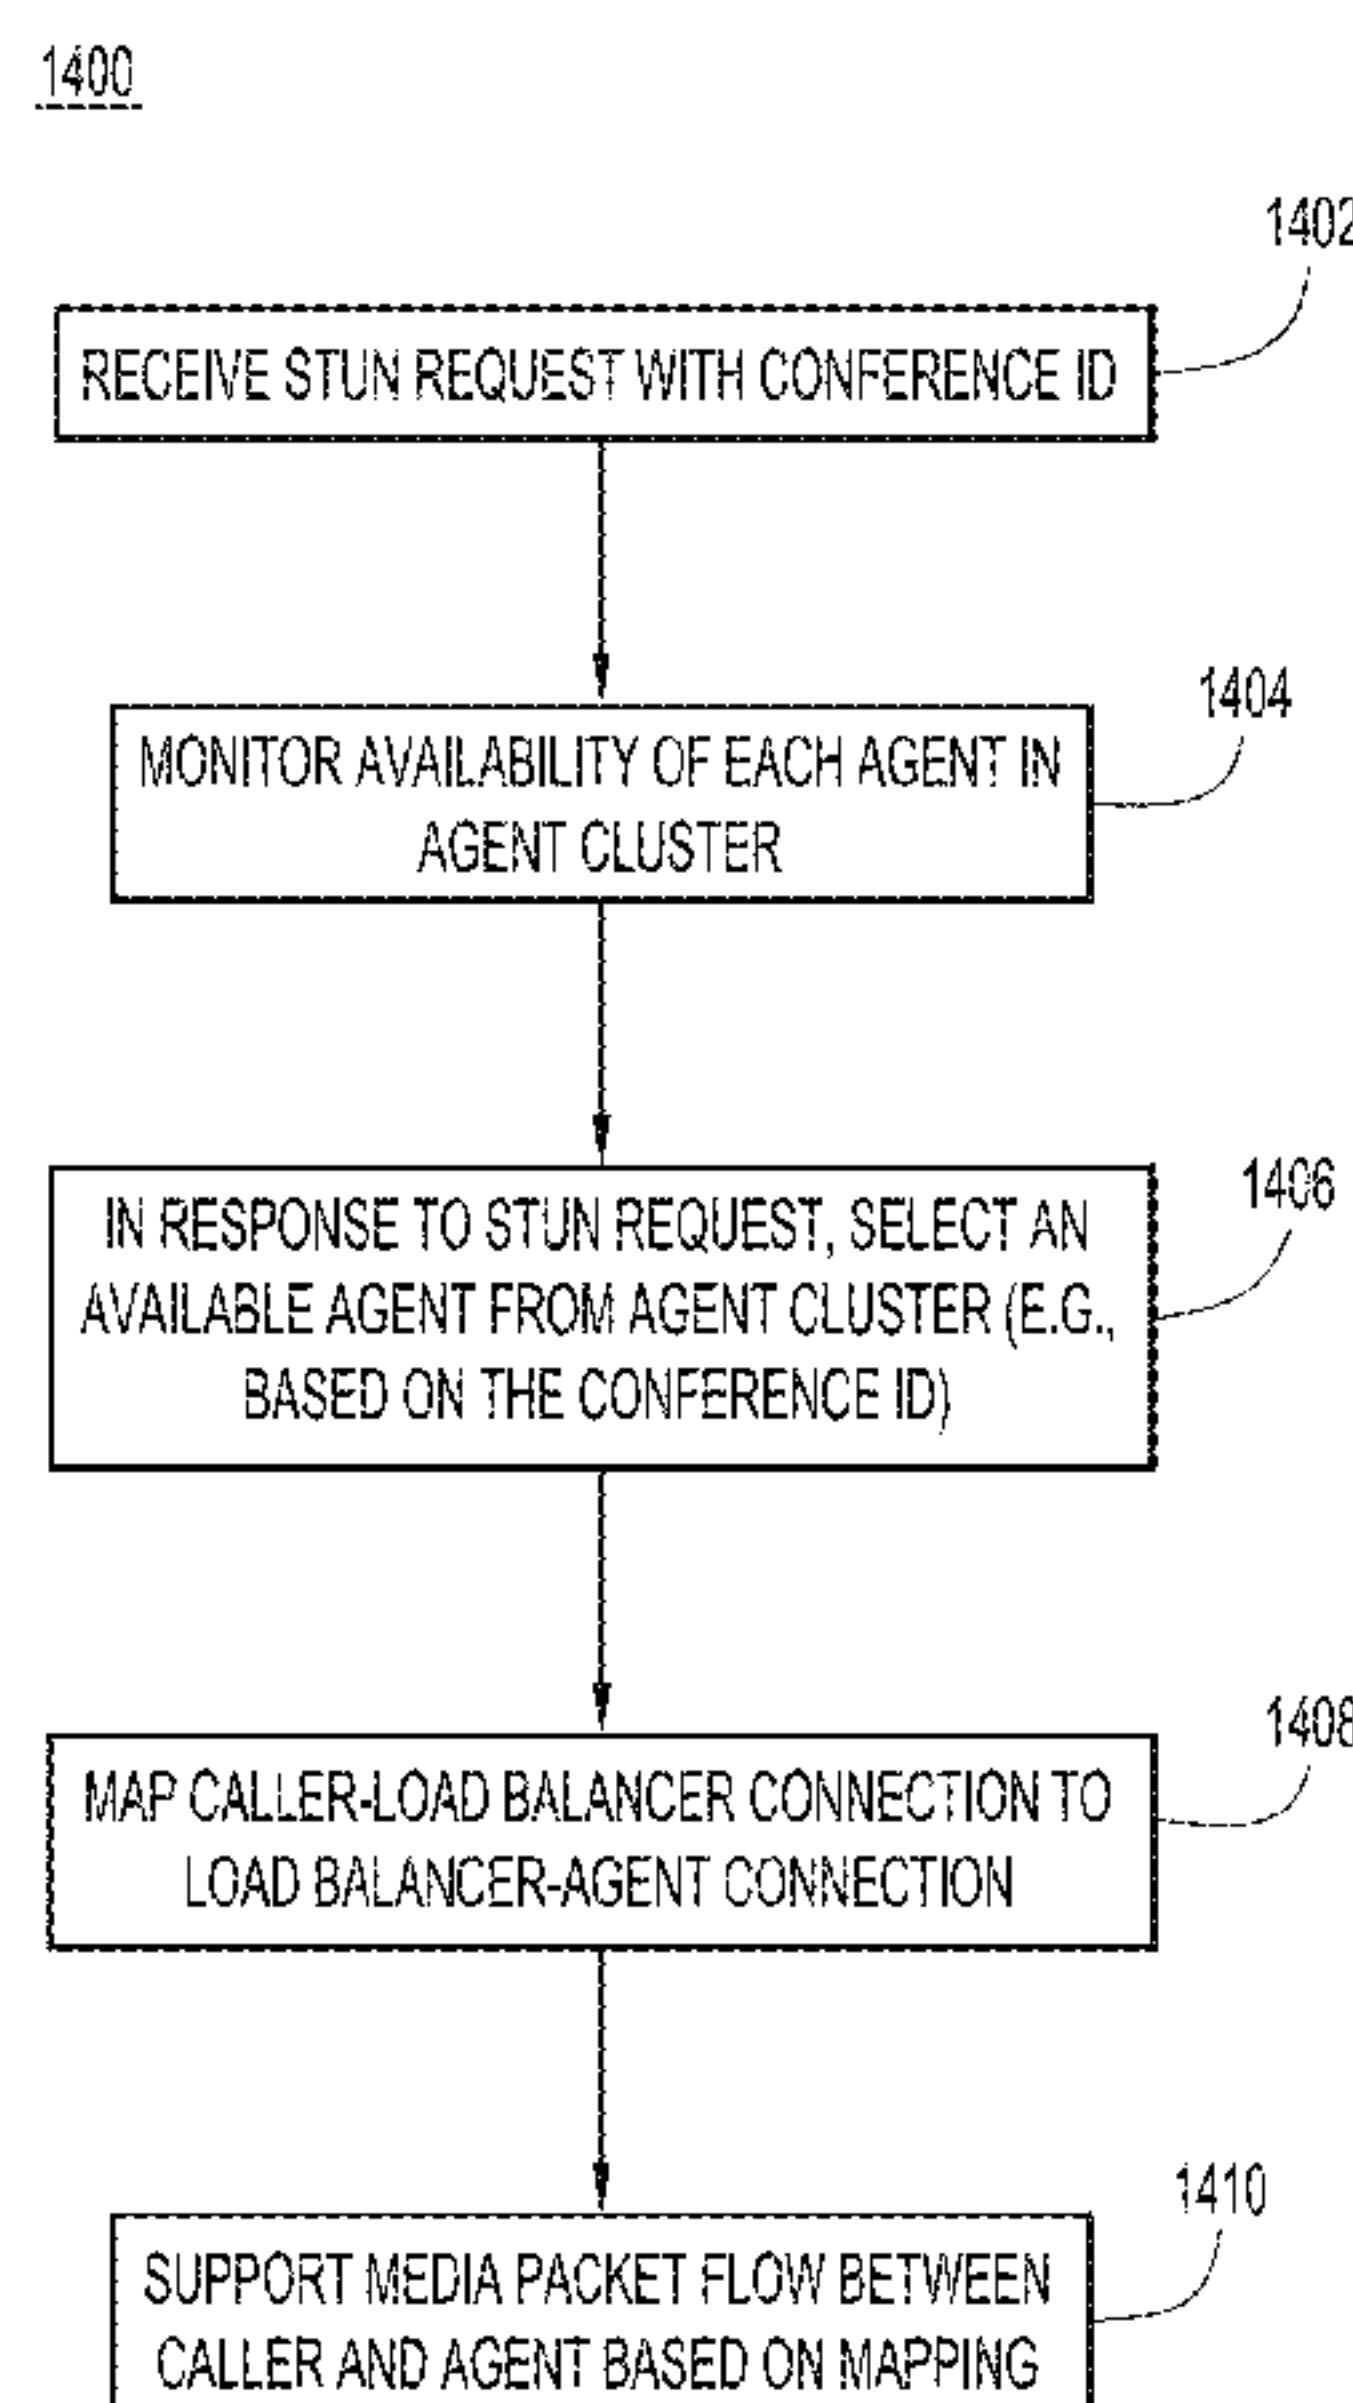 1400
1402
RECEIVE STUN REQUEST WITH CONFERENCE ID
1404
MONITOR AVAILABILITY OF EACH AGENT IN
AGENT CLUSTER
1406
IN RESPONSE TO STUN REQUEST, SELECT AN
AVAILABLE AGENT FROM AGENT CLUSTER (E.G.,
BASED ON THE CONFERENCE ID)
1408
MAP CALLER-LOAD BALANCER CONNECTION TO
LOAD BALANCER-AGENT CONNECTION
1410
SUPPORT MEDIA PACKET FLOW BETWEEN
CALLER AND AGENT BASED ON MAPPING